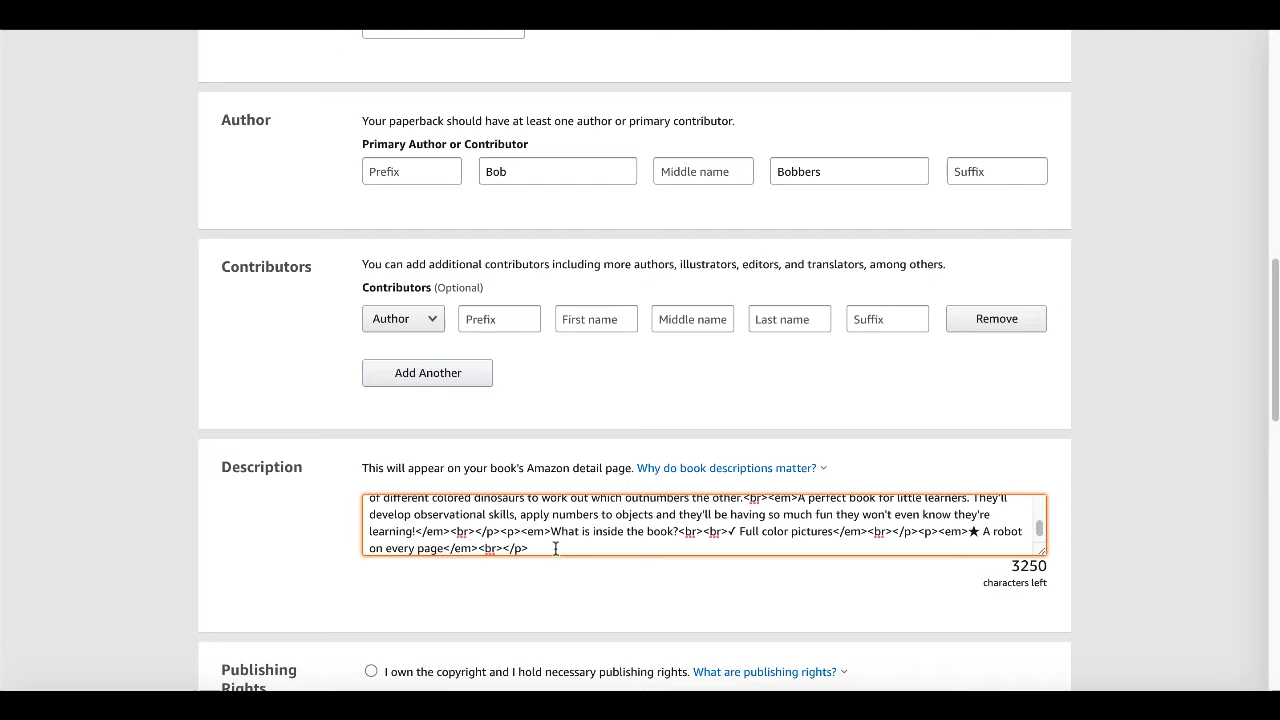 Author
Your paperback should have at least one author or primary contributor.
Primary Author or Contributor
Prefix
Bob
Middle name
Bobbers
Suffix
Contributors
You can add additional contributors including more authors, illustrators, editors, and translators, among others.
Contributors (Optional)
Author
Prefix
First name
Middle name
Last name
Suffix
Remove
Add Another
Description
This will appear on your book's Amazon detail page. Why do book descriptions matter?
of different colored dinosaurs to work out which outnumbers the other.<br><em>A perfect book for little learners. They'll
develop observational skills, apply numbers to objects and they'll be having so much fun they won't even know they're
learning!</em><br></p><p><em>What is inside the book?<br><br>✓ Full color pictures</em><br></p><p><em>★ A robot
on every page</em><br></p>
3250
characters left
Publishing
Rights
I own the copyright and I hold necessary publishing rights. What are publishing rights?